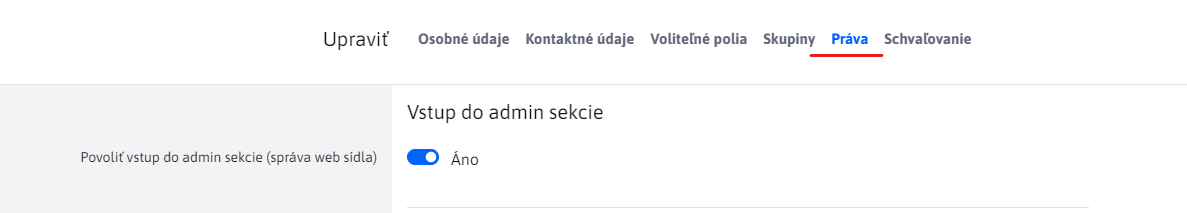 Upraviť Osobné údaje Kontaktné údaje Voliteľné polia Skupiny Práva Schvaľovanie
Vstup do admin sekcie
Povoliť vstup do admin sekcie (správa web sídla) Áno